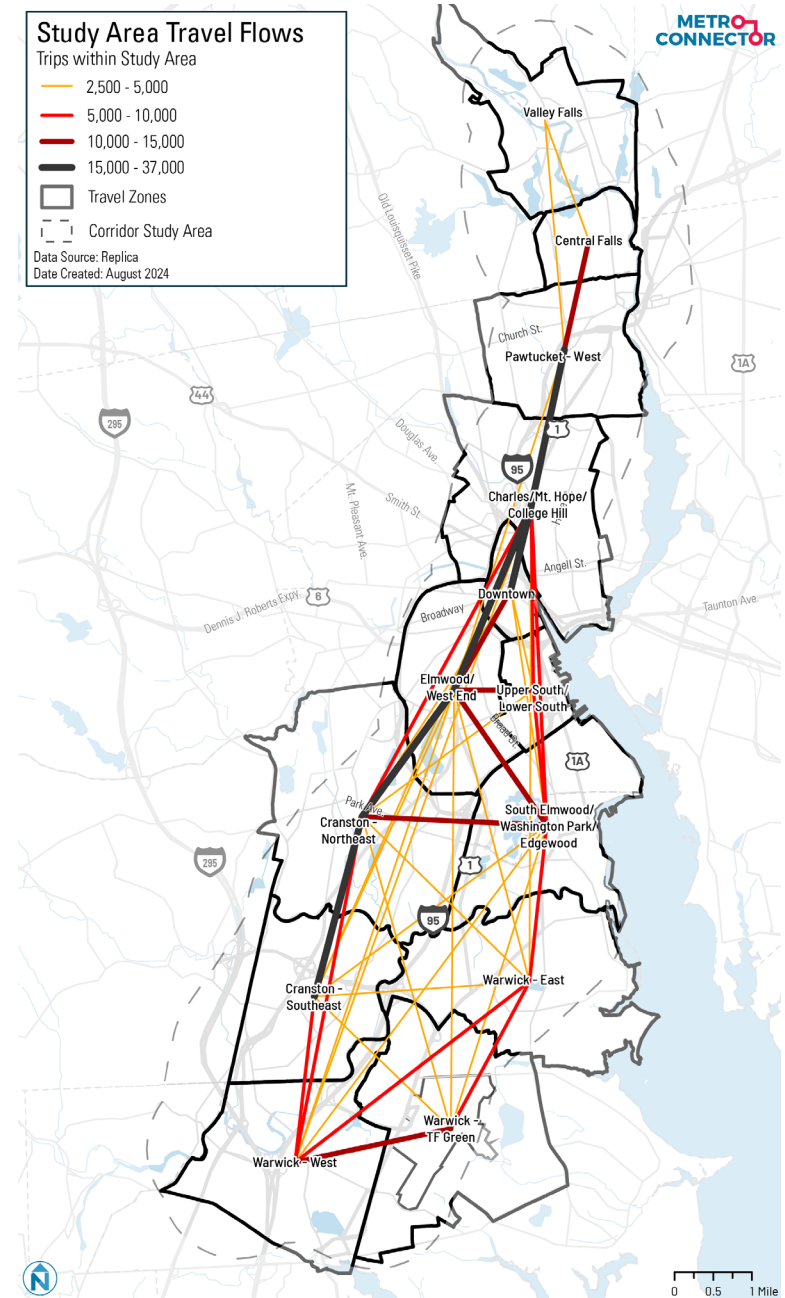 Study Area Travel Flows
Trips within Study Area
2,500 - 5,000
5,000 - 10,000
10,000 - 15,000
15,000 - 37,000
Travel Zones
Corridor Study Area
Data Source: Replica
Date Created: August 2024
METRO
CONNECTOR
Valley Falls
Old Louisquisset Pike
Central Falls
Church St.
Pawtucket - West
1A
44
295
1
Douglas Ave.
95
Smith St.
Mt. Pleasant Ave.
Charles/Mt. Hope/
College Hill
Angell St.
Downtown
6
Dennis J. Roberts Expy
Broadway
Taunton Ave.
Elmwood/
West End
Upper South/
Lower South
Broad St.
1A
Park Ave.
Cranston -
Northeast
South Elmwood/
Washington Park/
Edgewood
295
1
95
Warwick - East
Cranston -
Southeast
Warwick -
TF Green
Warwick - West
N
0 0.5 1 Mile